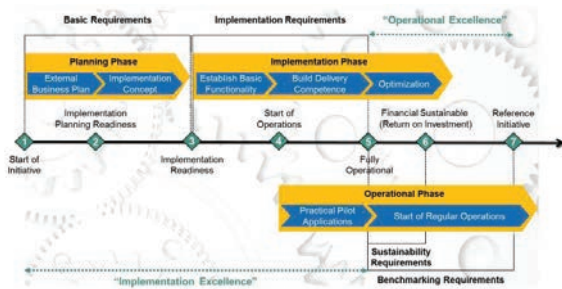 Basic Requirements
Implementation Requirements
“Operational Excellence”
Planning Phase
External
Business Plan
Implementation
Concept
Implementation Phase
Establish Basic
Functionality
Build Delivery
Competence
Optimization
Implementation
Planning Readiness
Start of
Operations
Financial Sustainable
(Return on Investment)
Reference
Initiative
1
2
3
4
5
6
7
Start of
Initiative
Implementation
Readiness
Fully
Operational
Operational Phase
Practical Pilot
Applications
Start of Regular Operations
Sustainability
Requirements
“Implementation Excellence”
Benchmarking Requirements